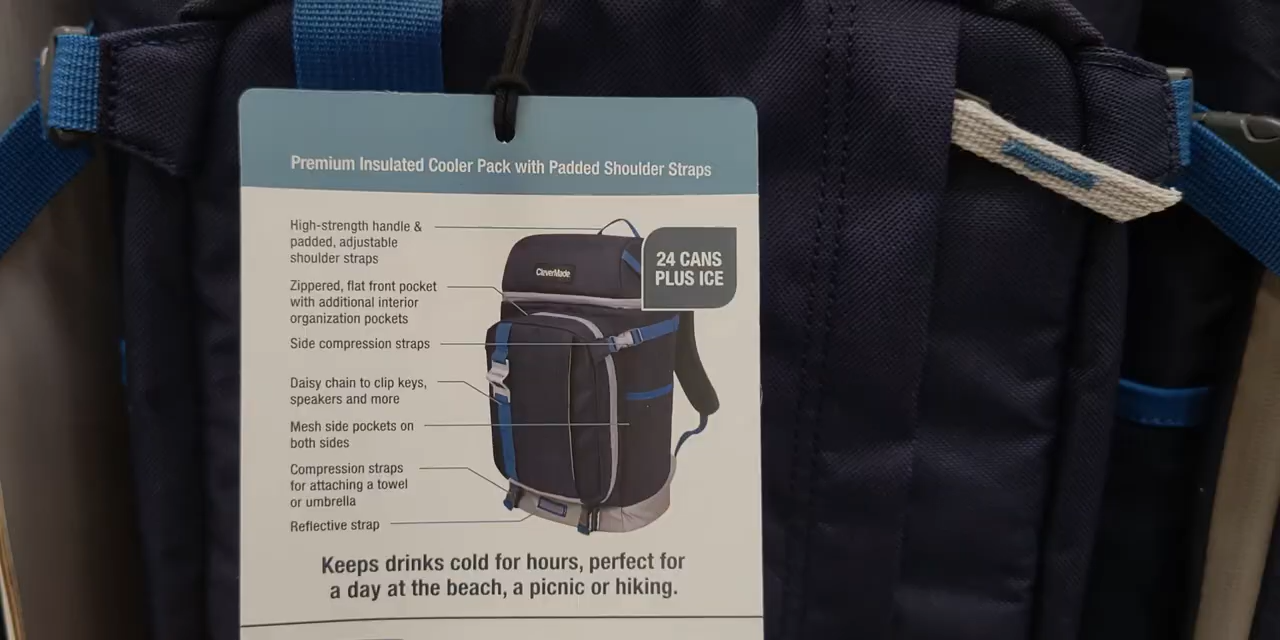 Premium Insulated Cooler Pack with Padded Shoulder Straps
High-strength handle &
padded, adjustable
shoulder straps
Zippered, flat front pocket
with additional interior
organization pockets
Side compression straps
Daisy chain to clip keys,
speakers and more
Mesh side pockets on
both sides
Compression straps
for attaching a towel
or umbrella
Reflective strap
CleverMade
24 CANS
PLUS ICE
Keeps drinks cold for hours, perfect for
a day at the beach, a picnic or hiking.